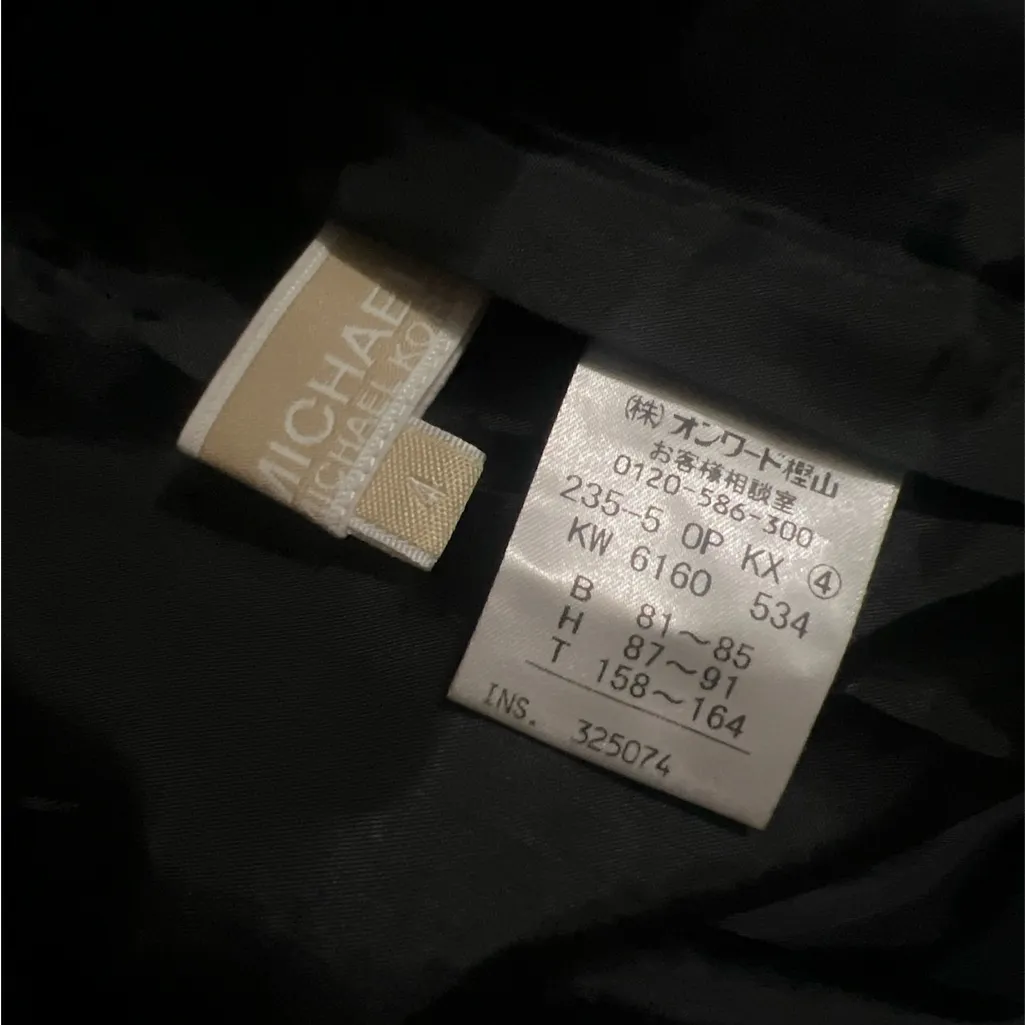 MICHAE
MICHAEL KO
4
(株)オンワード樫山
お客様相談室
0120-586-300
235-5 OP KX ④
KW 6160 534
B 81～85
H 87～91
T 158～164
INS. 325074